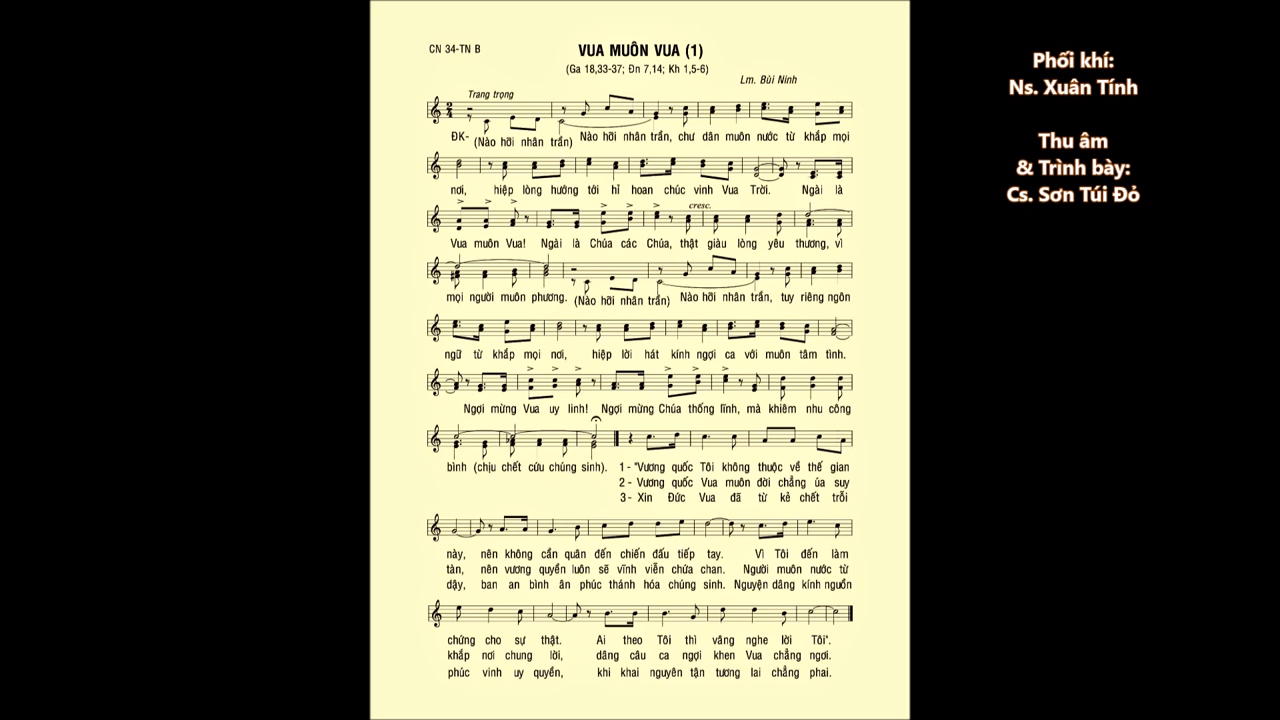 CN 34-TN B
VUA MUÔN VUA (1)
(Ga 18,33-37; Đn 7,14; Kh 1,5-6)
Lm. Bùi Ninh
Trang trọng
ĐK- (Nào hỡi nhân trần) Nào hỡi nhân trần, chư dân muôn nước từ khắp mọi
nơi, hiệp lòng hướng tới hỉ hoan chúc vinh Vua Trời. Ngài là
cresc.
Vua muôn Vua! Ngài là Chúa các Chúa, thật giàu lòng yêu thương, vì
mọi người muôn phương. (Nào hỡi nhân trần) Nào hỡi nhân trần, tuy riêng ngôn
ngữ từ khắp mọi nơi, hiệp lời hát kính ngợi ca với muôn tâm tình.
Ngợi mừng Vua uy linh! Ngợi mừng Chúa thống lĩnh, mà khiêm nhu công
bình (chịu chết cứu chúng sinh). 1- "Vương quốc Tôi không thuộc về thế gian
2- Vương quốc Vua muôn đời chẳng úa suy
3- Xin Đức Vua đã từ kẻ chết trỗi
này, nên không cần quân đến chiến đấu tiếp tay. Vì Tôi đến làm
tàn, nên vương quyền luôn sẽ vĩnh viễn chứa chan. Người muôn nước từ
dậy, ban an bình ân phúc thánh hóa chúng sinh. Nguyện dâng kính nguồn
chứng cho sự thật. Ai theo Tôi thì vâng nghe lời Tôi".
khắp nơi chung lời, dâng câu ca ngợi khen Vua chẳng ngơi.
phúc vinh uy quyền, khi khai nguyên tận tương lai chẳng phai.
Phối khí:
Ns. Xuân Tính
Thu âm
& Trình bày:
Cs. Sơn Túi Đỏ